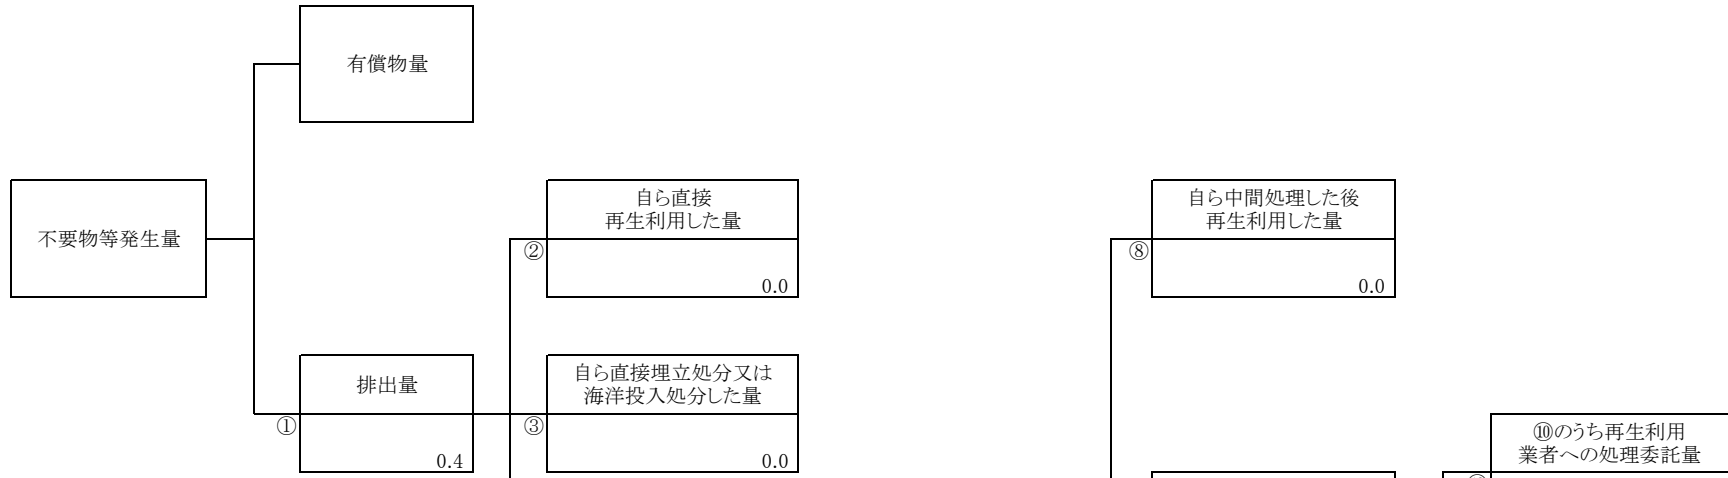 有償物量
不要物等発生量
自ら直接
再生利用した量
②
0.0
自ら中間処理した後
再生利用した量
⑧
0.0
排出量
①
0.4
自ら直接埋立処分又は
海洋投入処分した量
③
0.0
⑩のうち再生利用
業者への処理委託量